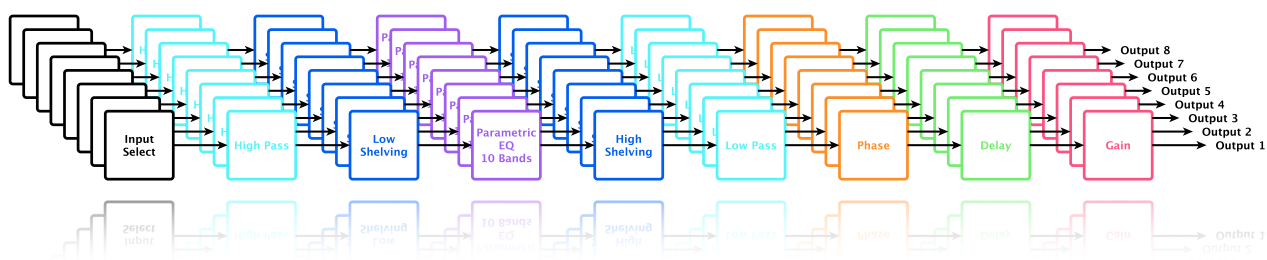 Input
Select
High Pass
Low
Shelving
Parametric
EQ
10 Bands
High
Shelving
Low Pass
Phase
Delay
Gain
Output 8
Output 7
Output 6
Output 5
Output 4
Output 3
Output 2
Output 1